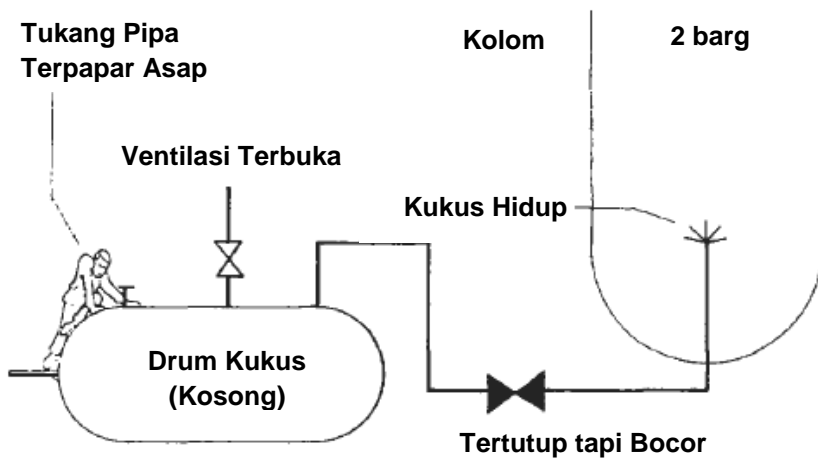 Tukang Pipa
Terpapar Asap
Kolom
2 barg
Ventilasi Terbuka
Kukus Hidup
Drum Kukus
(Kosong)
Tertutup tapi Bocor